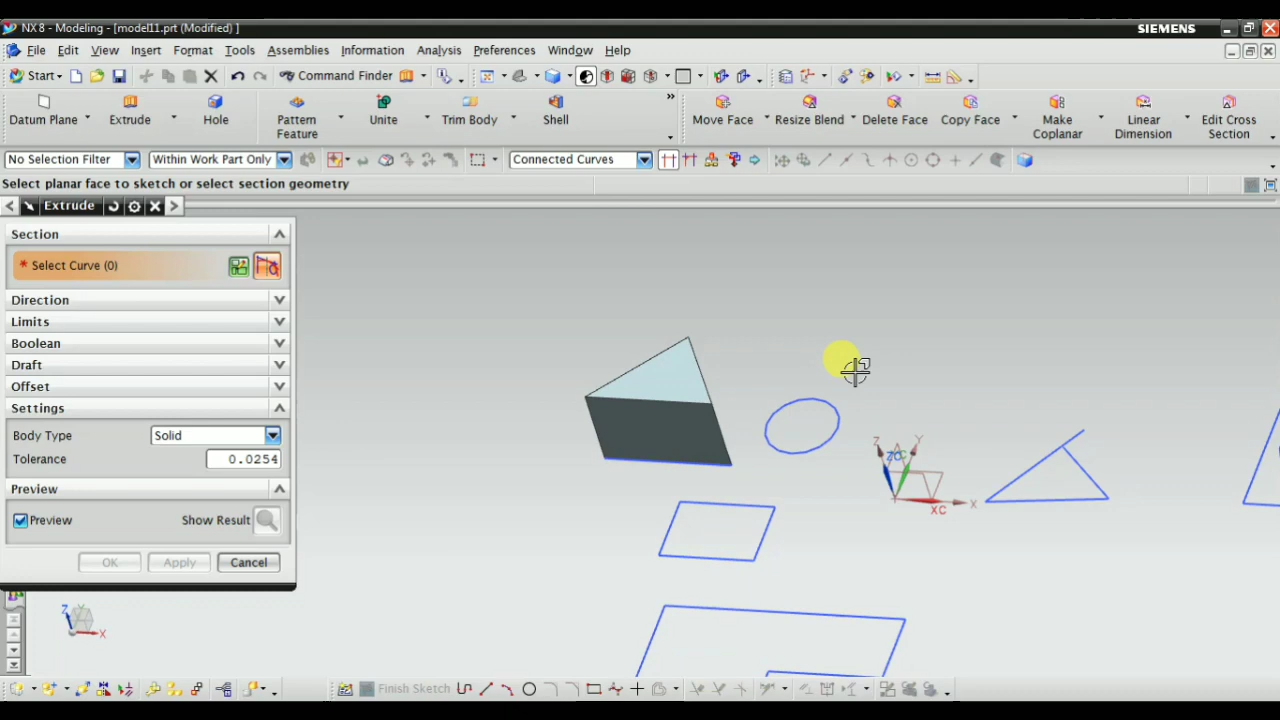 NX 8 - Modeling - [model11.prt (Modified) ]
SIEMENS
File Edit View Insert Format Tools Assemblies Information Analysis Preferences Window Help
Start Command Finder
Datum Plane Extrude Hole Pattern Feature Unite Trim Body Shell Move Face Resize Blend Delete Face Copy Face Make Coplanar Linear Dimension Edit Cross Section
No Selection Filter Within Work Part Only Connected Curves
Select planar face to sketch or select section geometry
Extrude
Section
* Select Curve (0)
Direction
Limits
Boolean
Draft
Offset
Settings
Body Type Solid
Tolerance 0.0254
Preview
Preview Show Result
OK Apply Cancel
Z Y
X
XC
Z
X
Finish Sketch